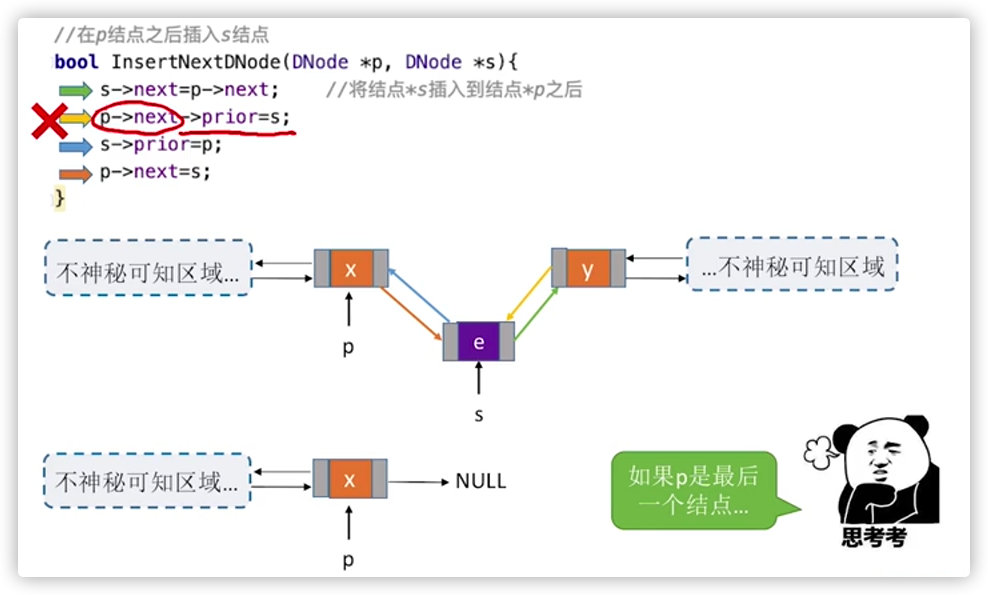 //在p结点之后插入s结点
bool InsertNextDNode(DNode *p, DNode *s){
s->next=p->next; //将结点*s插入到结点*p之后
p->next->prior=s;
s->prior=p;
p->next=s;
}
不神秘可知区域...
x
y
...不神秘可知区域
p
e
s
不神秘可知区域...
x
NULL
p
如果p是最后
一个结点...
思考考